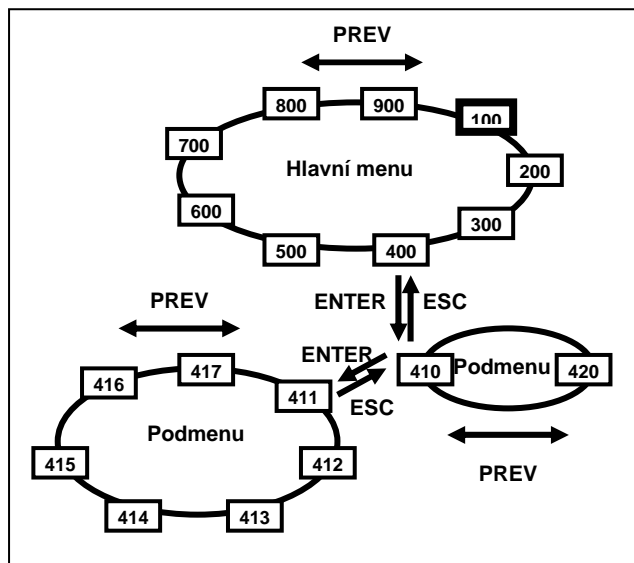 PREV
800 900 100
700 200
Hlavní menu
600 300
500 400
PREV
ENTER ESC
ENTER
417
416 411
410 Podmenu 420
ESC
Podmenu
415 412
PREV
414 413